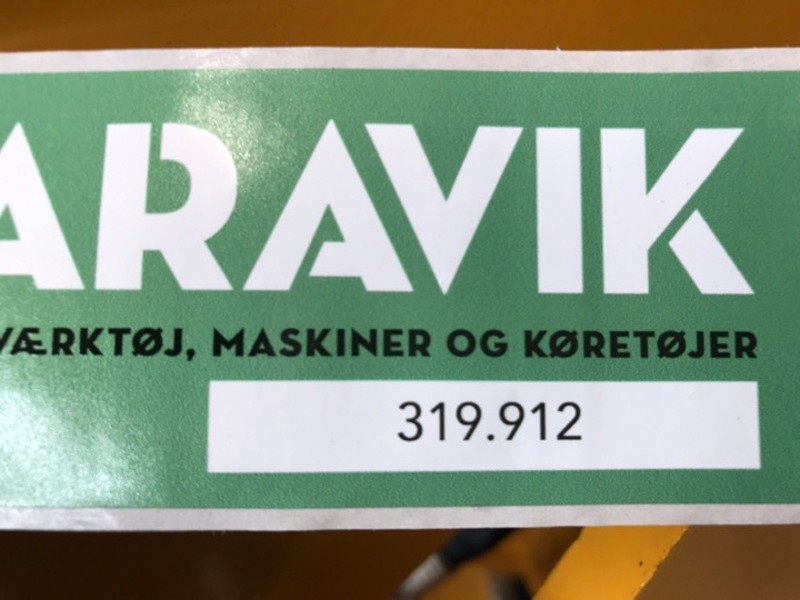 ARAVIK
VÆRKTØJ, MASKINER OG KØRETØJER
319.912